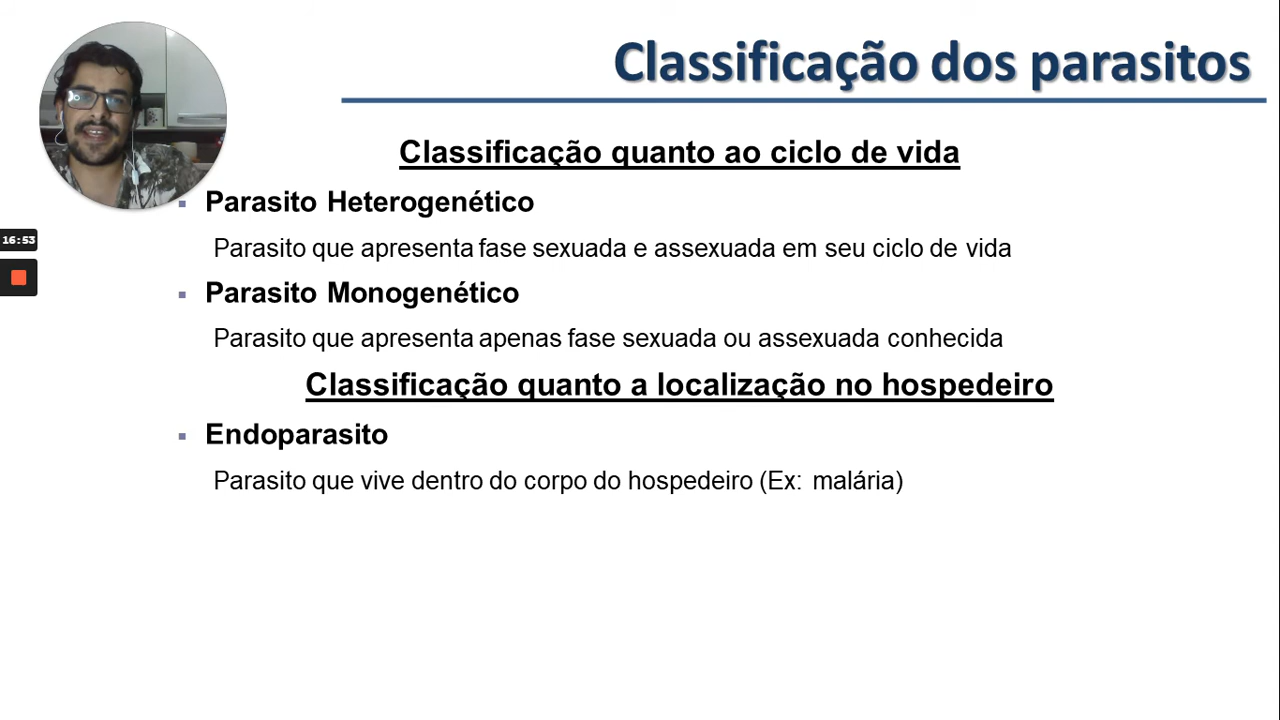 Classificação dos parasitos
Classificação quanto ao ciclo de vida
▪ Parasito Heterogenético
Parasito que apresenta fase sexuada e assexuada em seu ciclo de vida
16:53
▪ Parasito Monogenético
Parasito que apresenta apenas fase sexuada ou assexuada conhecida
Classificação quanto a localização no hospedeiro
▪ Endoparasito
Parasito que vive dentro do corpo do hospedeiro (Ex: malária)